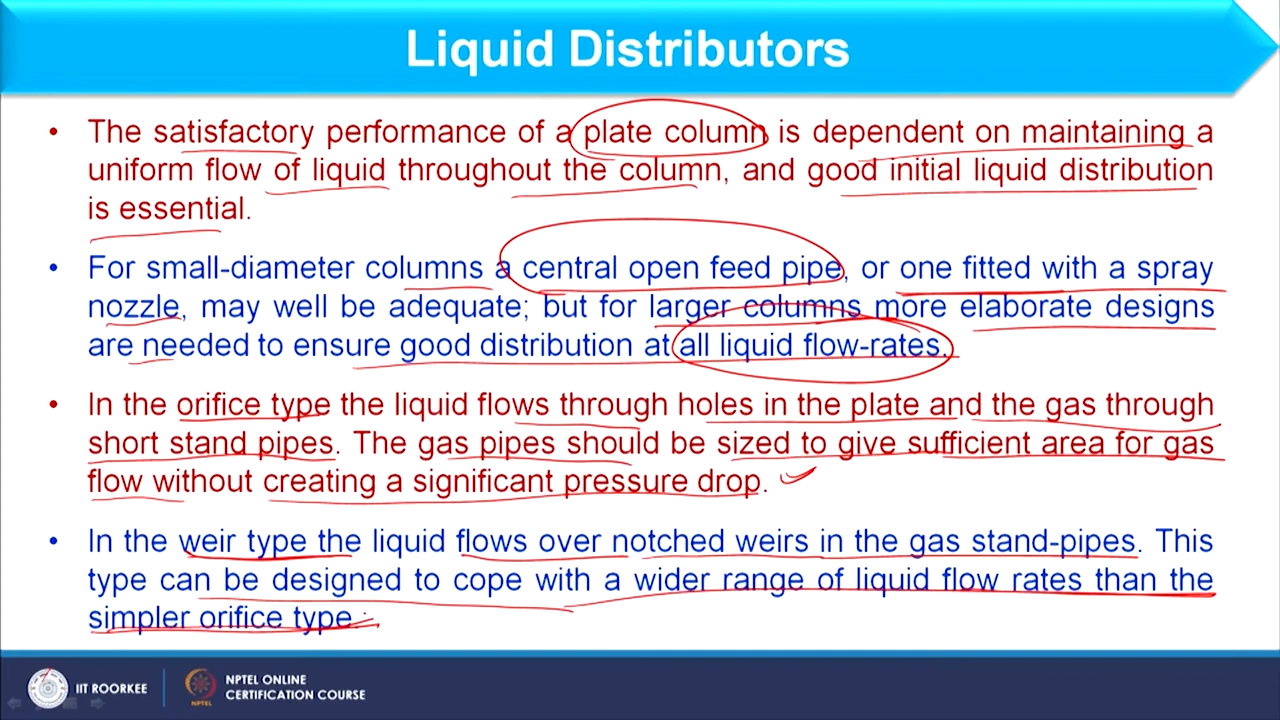 Liquid Distributors
• The satisfactory performance of a plate column is dependent on maintaining a
uniform flow of liquid throughout the column, and good initial liquid distribution
is essential.
• For small-diameter columns a central open feed pipe, or one fitted with a spray
nozzle, may well be adequate; but for larger columns more elaborate designs
are needed to ensure good distribution at all liquid flow-rates.
• In the orifice type the liquid flows through holes in the plate and the gas through
short stand pipes. The gas pipes should be sized to give sufficient area for gas
flow without creating a significant pressure drop.
• In the weir type the liquid flows over notched weirs in the gas stand-pipes. This
type can be designed to cope with a wider range of liquid flow rates than the
simpler orifice type.
IIT ROORKEE
NPTEL
NPTEL ONLINE
CERTIFICATION COURSE